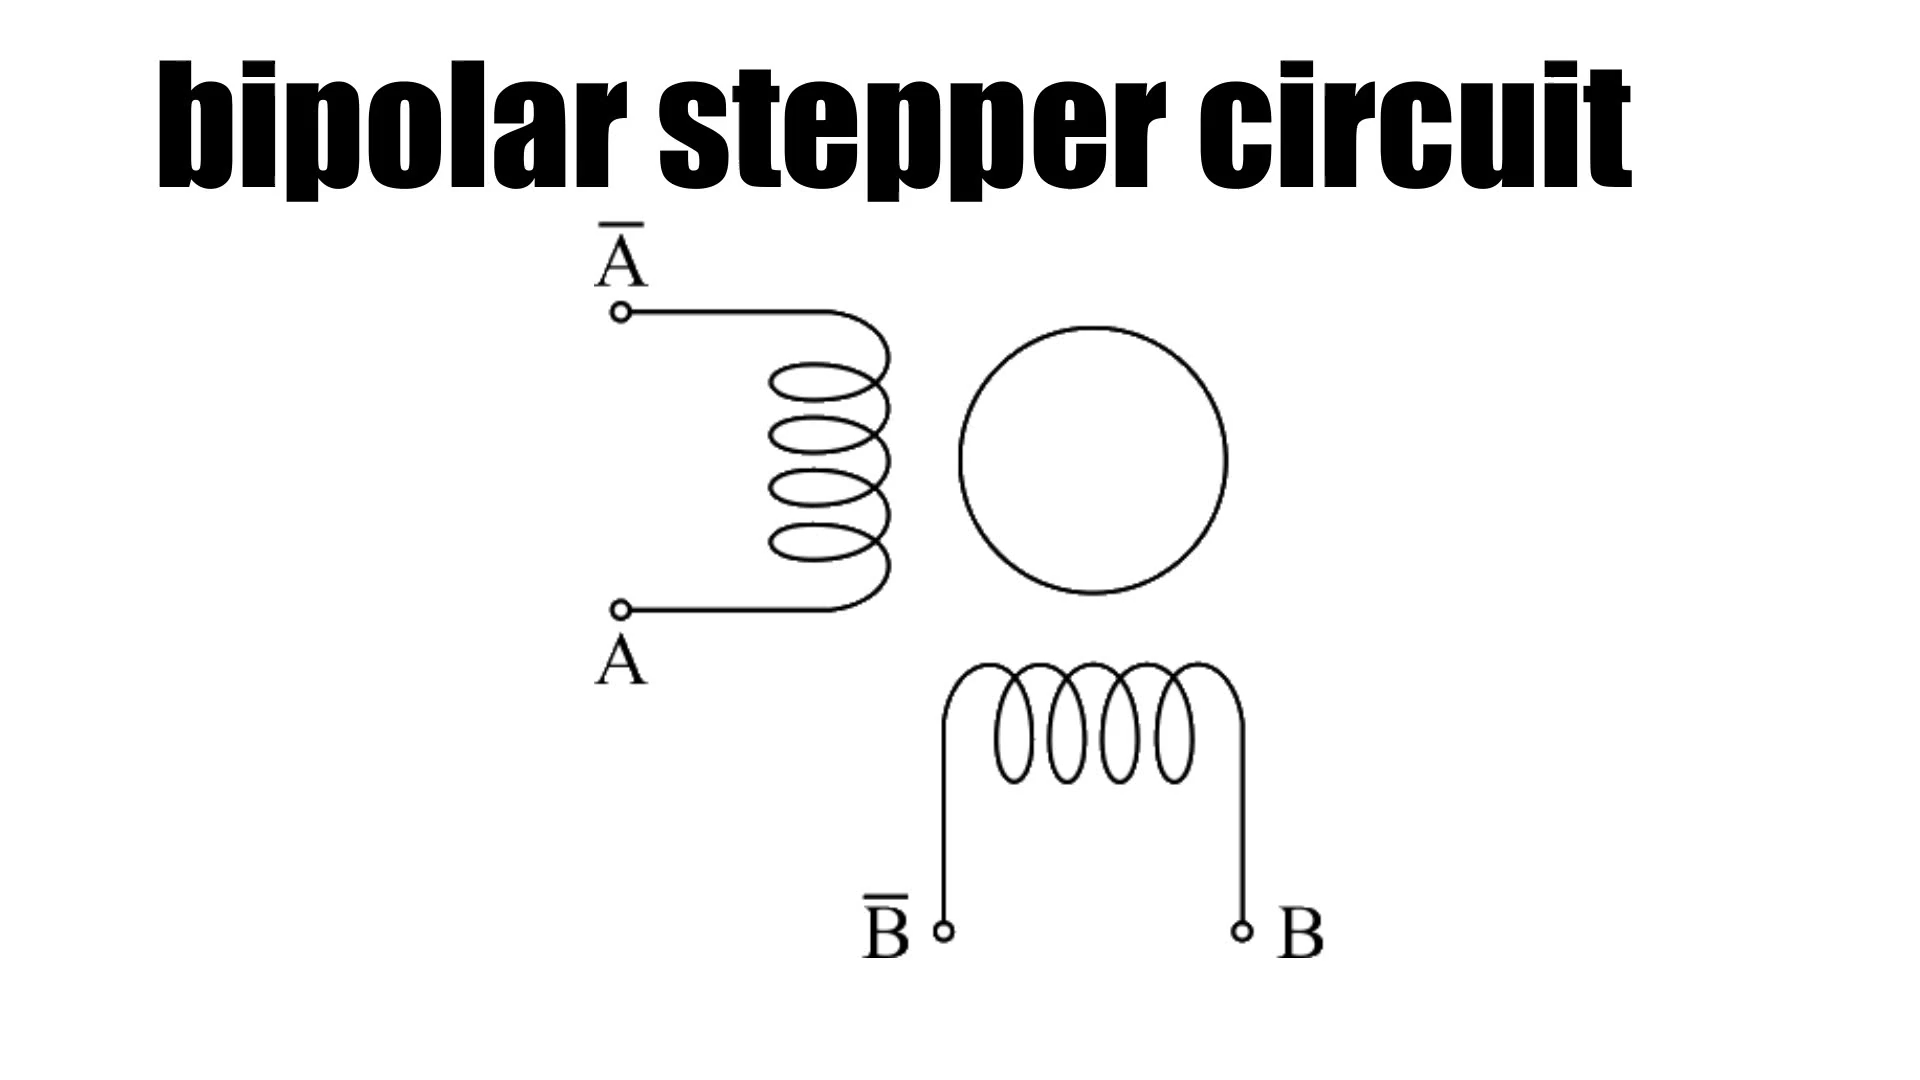 bipolar stepper circuit
A̅
A
B̅ B